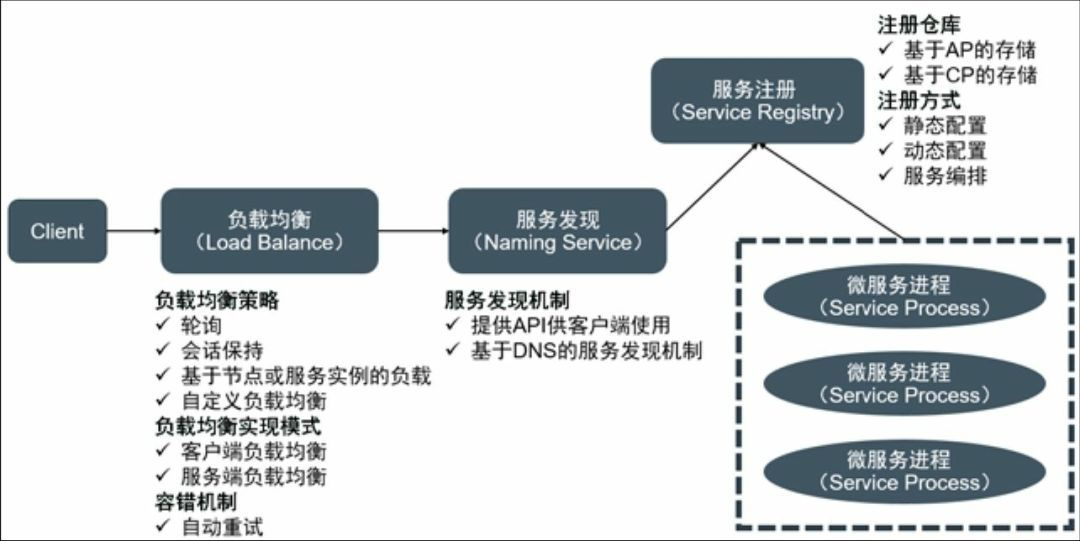 注册仓库
✓ 基于AP的存储
✓ 基于CP的存储
注册方式
✓ 静态配置
✓ 动态配置
✓ 服务编排
服务注册
（Service Registry）
Client
负载均衡
（Load Balance）
服务发现
（Naming Service）
负载均衡策略
✓ 轮询
✓ 会话保持
✓ 基于节点或服务实例的负载
✓ 自定义负载均衡
负载均衡实现模式
✓ 客户端负载均衡
✓ 服务端负载均衡
容错机制
✓ 自动重试
服务发现机制
✓ 提供API供客户端使用
✓ 基于DNS的服务发现机制
微服务进程
（Service Process）
微服务进程
（Service Process）
微服务进程
（Service Process）